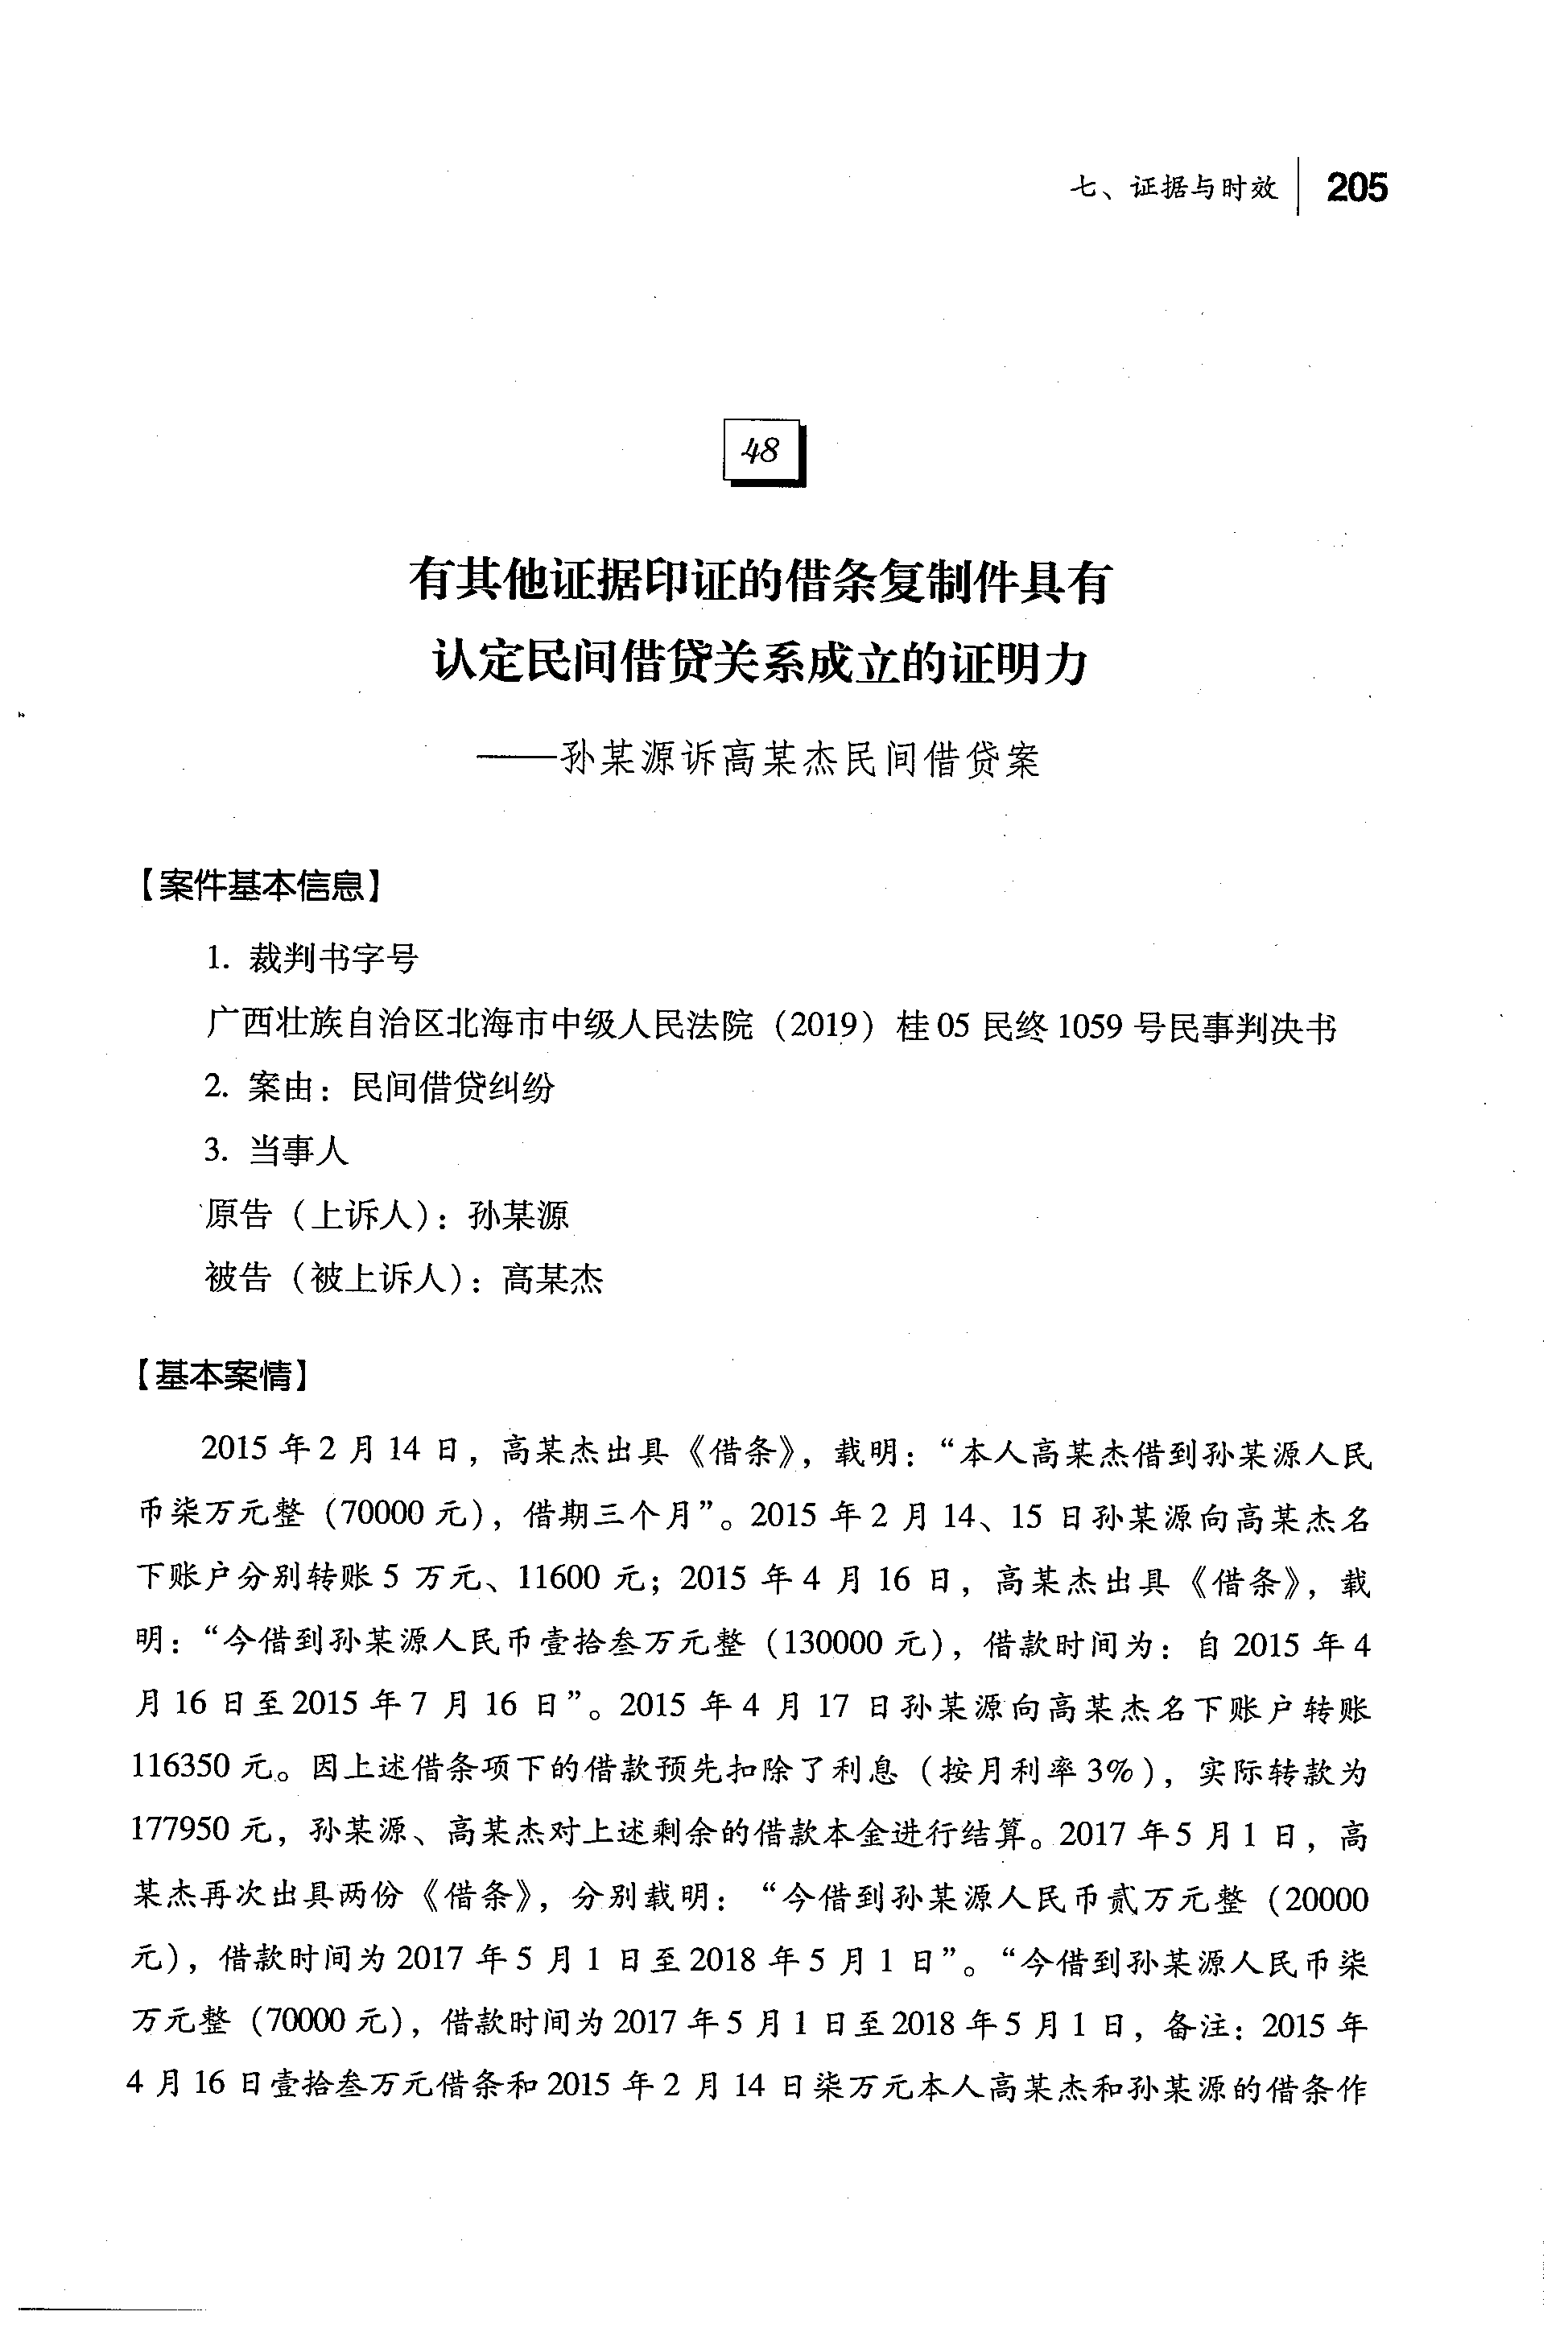 七、证据与时效 205
48
有其他证据印证的借条复制件具有
认定民间借贷关系成立的证明力
——孙某源诉高某杰民间借贷案
【案件基本信息】
1. 裁判书字号
广西壮族自治区北海市中级人民法院（2019）桂05民终1059号民事判决书
2. 案由：民间借贷纠纷
3. 当事人
原告（上诉人）：孙某源
被告（被上诉人）：高某杰
【基本案情】
2015年2月14日，高某杰出具《借条》，载明：“本人高某杰借到孙某源人民
币柒万元整（70000元），借期三个月”。2015年2月14、15日孙某源向高某杰名
下账户分别转账5万元、11600元；2015年4月16日，高某杰出具《借条》，载
明：“今借到孙某源人民币壹拾叁万元整（130000元），借款时间为：自2015年4
月16日至2015年7月16日”。2015年4月17日孙某源向高某杰名下账户转账
116350元。因上述借条项下的借款预先扣除了利息（按月利率3%），实际转款为
177950元，孙某源、高某杰对上述剩余的借款本金进行结算。2017年5月1日，高
某杰再次出具两份《借条》，分别载明：“今借到孙某源人民币贰万元整（20000
元），借款时间为2017年5月1日至2018年5月1日”。“今借到孙某源人民币柒
万元整（70000元），借款时间为2017年5月1日至2018年5月1日，备注：2015年
4月16日壹拾叁万元借条和2015年2月14日柒万元本人高某杰和孙某源的借条作